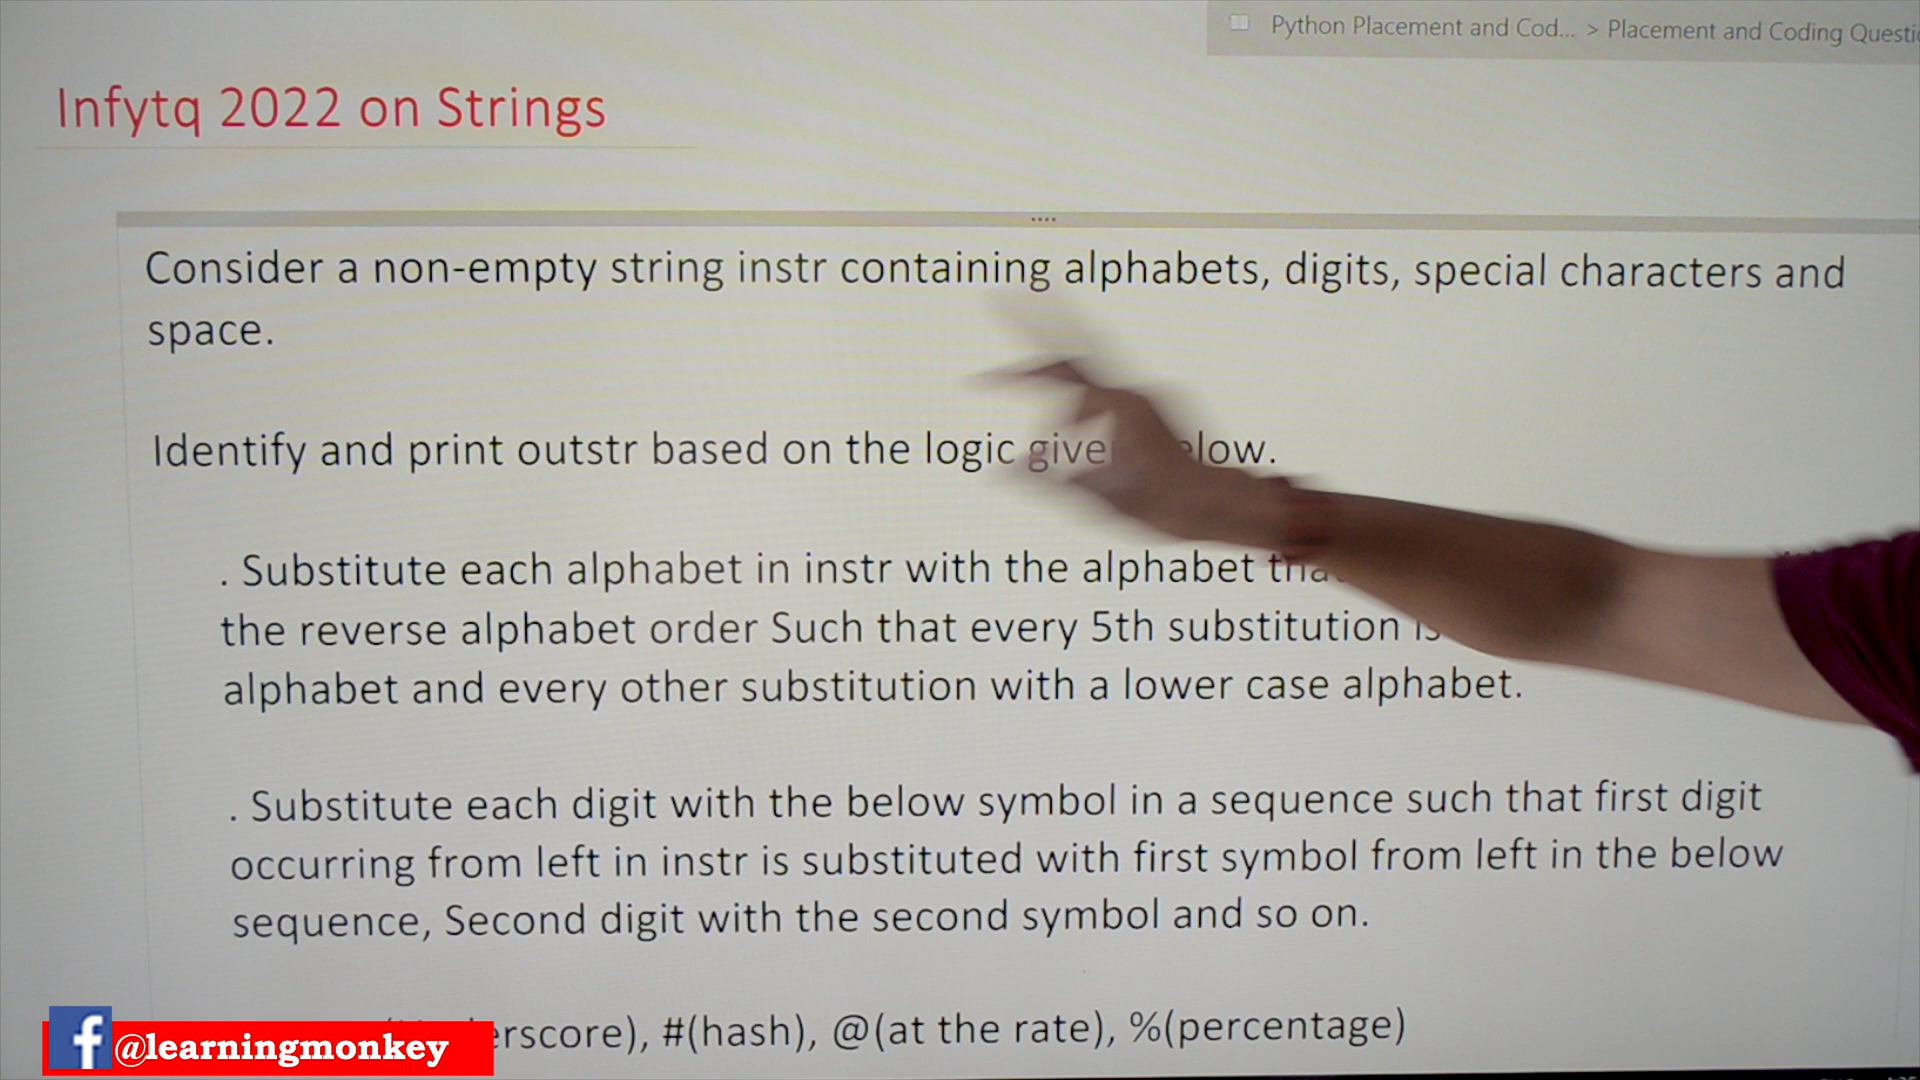 Python Placement and Cod... > Placement and Coding Questi
Infytq 2022 on Strings
Consider a non-empty string instr containing alphabets, digits, special characters and
space.
Identify and print outstr based on the logic give low.
. Substitute each alphabet in instr with the alphabet
the reverse alphabet order Such that every 5th substitution
alphabet and every other substitution with a lower case alphabet.
. Substitute each digit with the below symbol in a sequence such that first digit
occurring from left in instr is substituted with first symbol from left in the below
sequence, Second digit with the second symbol and so on.
erscore), #(hash), @(at the rate), %(percentage)
@learningmonkey